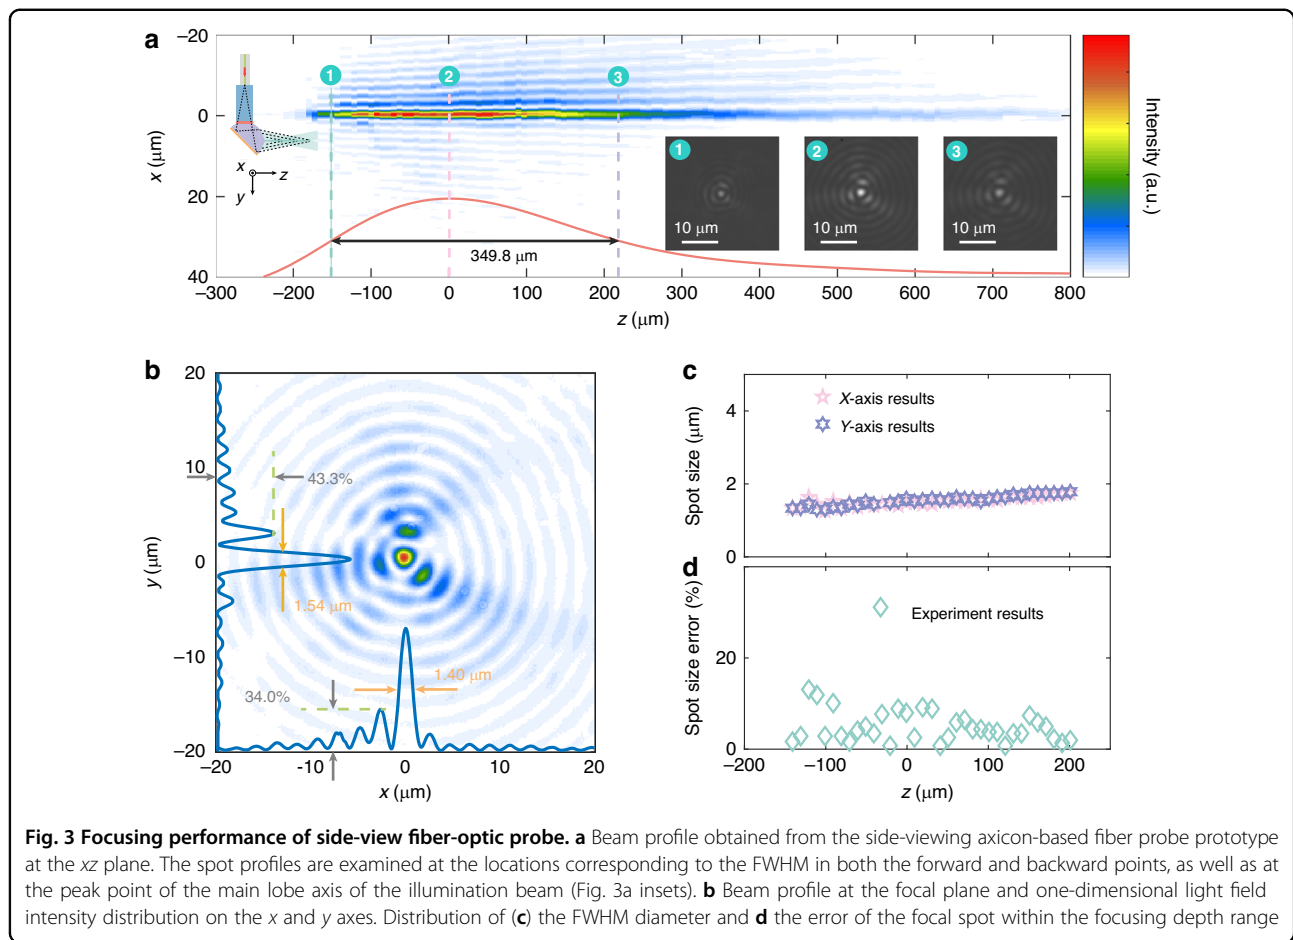 a
–20
0
20
40
x (μm)
1
2
3
x
z
y
349.8 μm
1
10 μm
2
10 μm
3
10 μm
–300
–200
–100
0
100
200
300
400
500
600
700
800
z (μm)
Intensity (a.u.)
b
20
10
0
–10
–20
y (μm)
43.3%
1.54 μm
34.0%
1.40 μm
–20
-10
0
10
20
x (μm)
c
4
2
0
Spot size (μm)
X-axis results
Y-axis results
d
20
0
Spot size error (%)
Experiment results
–200
–100
0
100
200
z (μm)
Fig. 3 Focusing performance of side-view fiber-optic probe. a Beam profile obtained from the side-viewing axicon-based fiber probe prototype
at the xz plane. The spot profiles are examined at the locations corresponding to the FWHM in both the forward and backward points, as well as at
the peak point of the main lobe axis of the illumination beam (Fig. 3a insets). b Beam profile at the focal plane and one-dimensional light field
intensity distribution on the x and y axes. Distribution of (c) the FWHM diameter and d the error of the focal spot within the focusing depth range